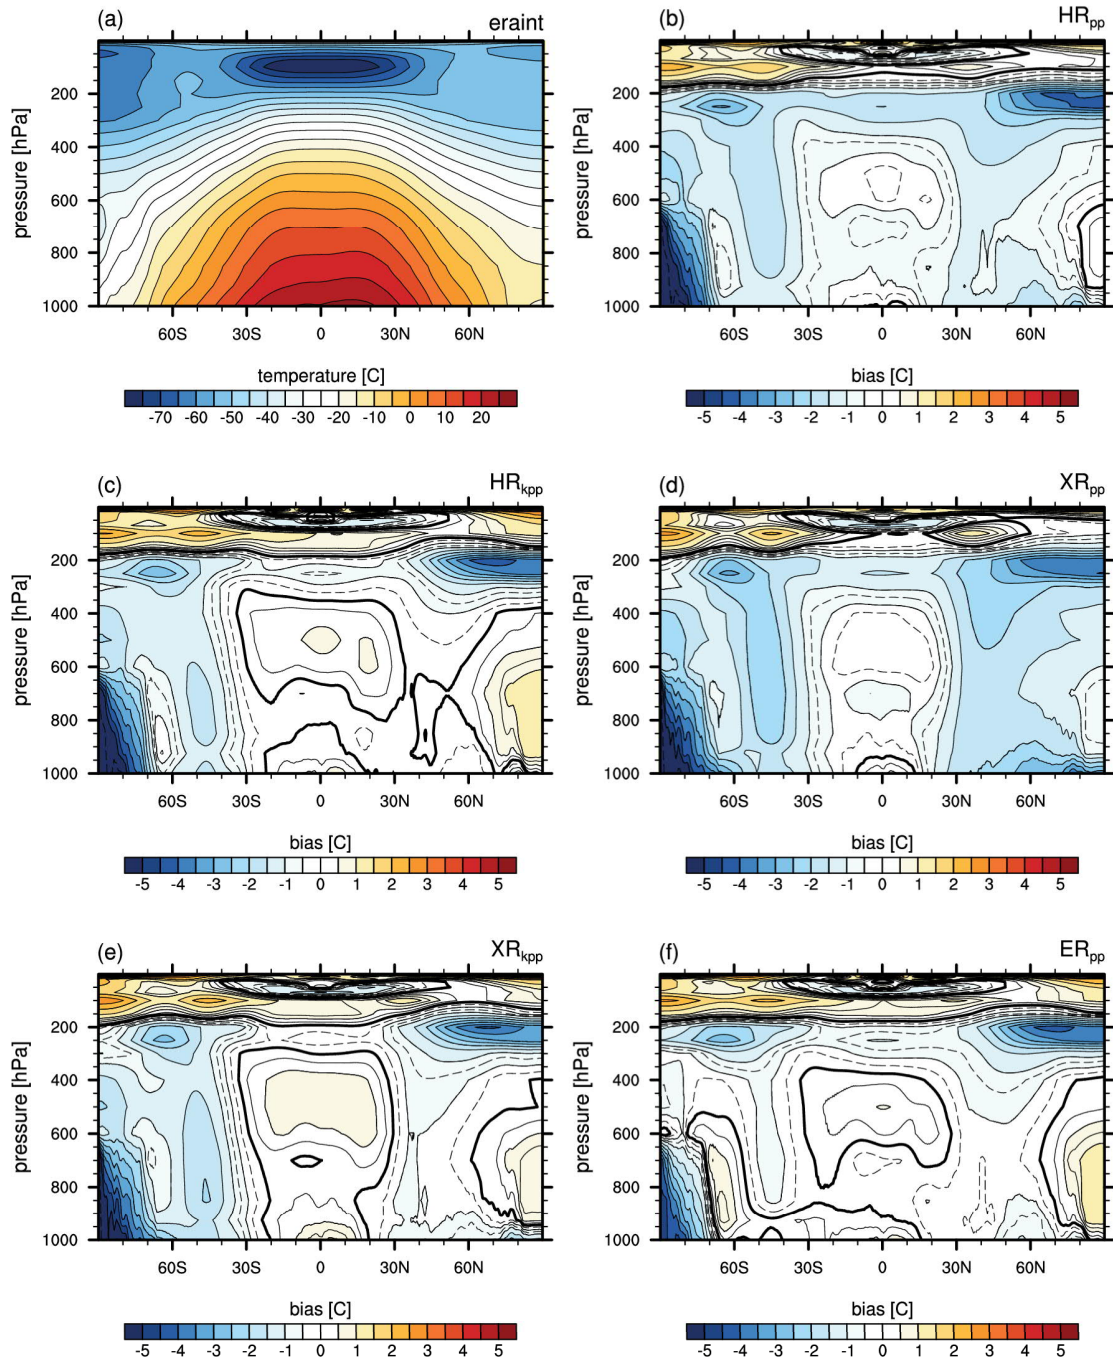 (a) eraint
pressure [hPa]
200
400
600
800
1000
60S 30S 0 30N 60N
temperature [C]
-70 -60 -50 -40 -30 -20 -10 0 10 20
(b) HRpp
pressure [hPa]
200
400
600
800
1000
60S 30S 0 30N 60N
bias [C]
-5 -4 -3 -2 -1 0 1 2 3 4 5
(c) HRkpp
pressure [hPa]
200
400
600
800
1000
60S 30S 0 30N 60N
bias [C]
-5 -4 -3 -2 -1 0 1 2 3 4 5
(d) XRpp
pressure [hPa]
200
400
600
800
1000
60S 30S 0 30N 60N
bias [C]
-5 -4 -3 -2 -1 0 1 2 3 4 5
(e) XRkpp
pressure [hPa]
200
400
600
800
1000
60S 30S 0 30N 60N
bias [C]
-5 -4 -3 -2 -1 0 1 2 3 4 5
(f) ERpp
pressure [hPa]
200
400
600
800
1000
60S 30S 0 30N 60N
bias [C]
-5 -4 -3 -2 -1 0 1 2 3 4 5